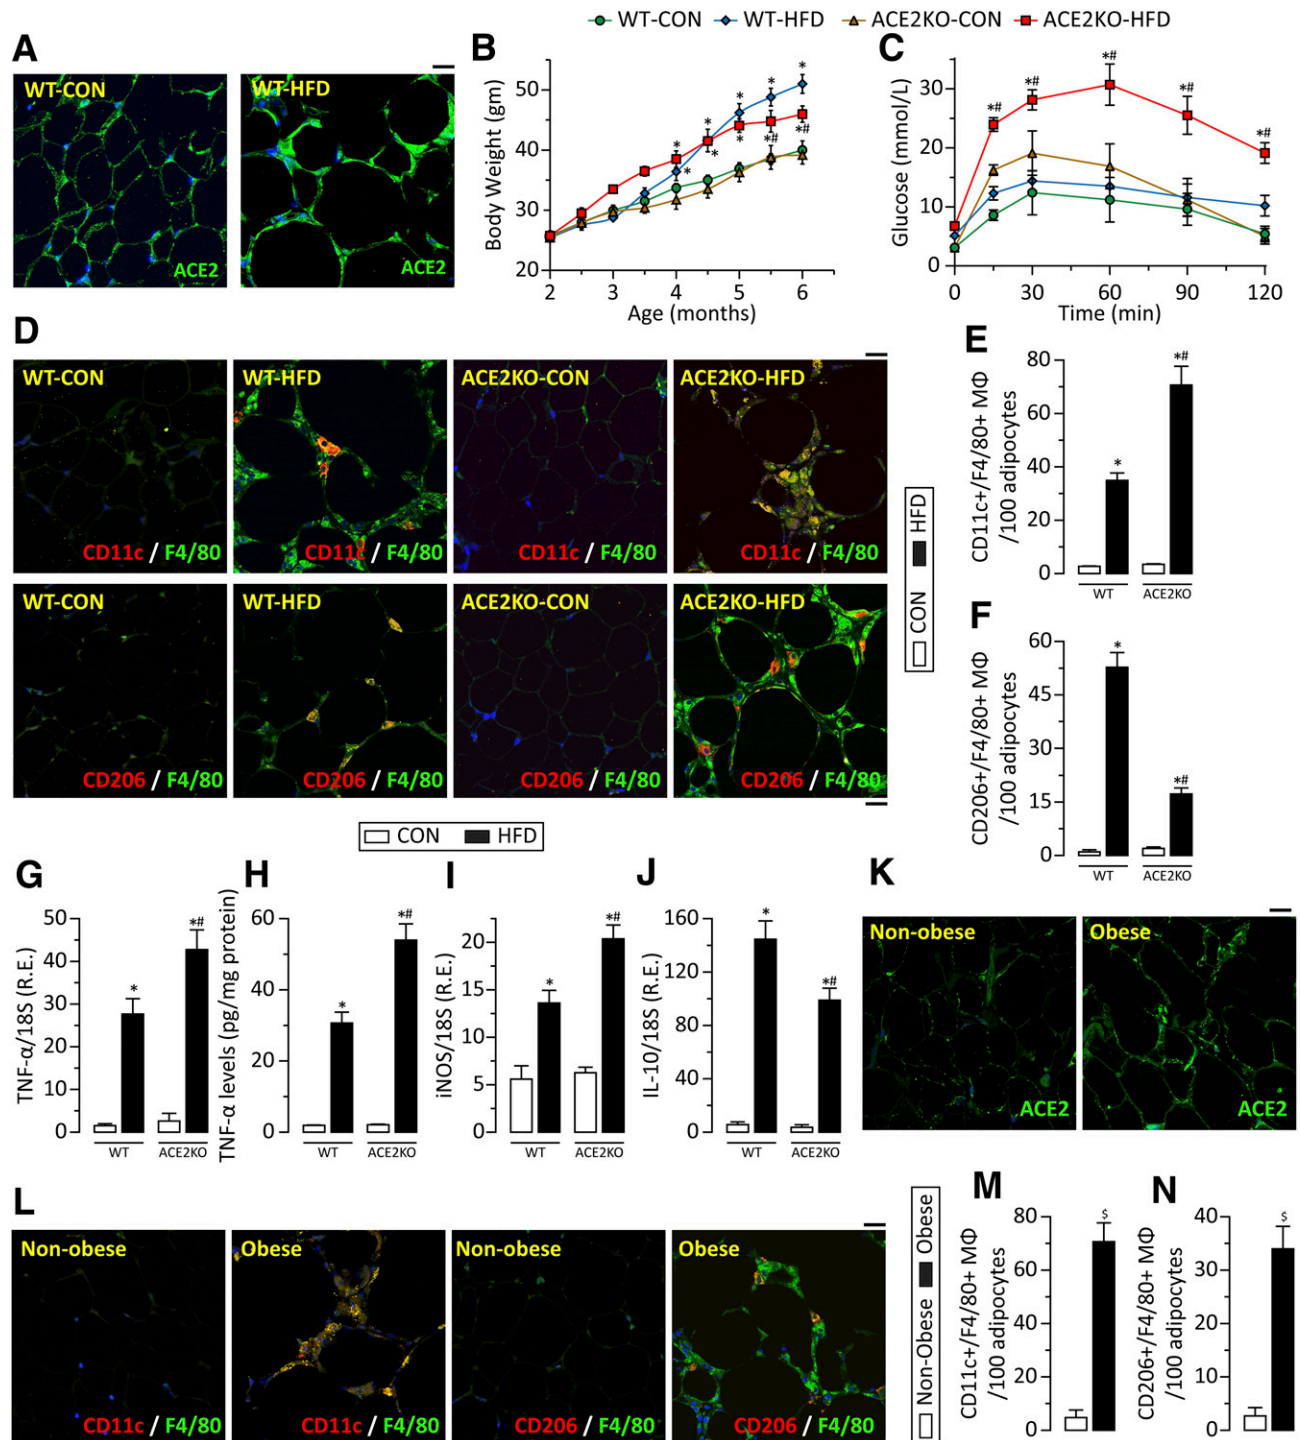 WT-CON WT-HFD ACE2KO-CON ACE2KO-HFD
A
WT-CON
ACE2
WT-HFD
ACE2
B
Body Weight (gm)
50
40
30
20
* * * * * * * * *# *#
2 3 4 5 6
Age (months)
C
Glucose (mmol/L)
30
20
10
0
*# *# *# *# *#
0 30 60 90 120
Time (min)
D
WT-CON
CD11c / F4/80
WT-HFD
CD11c / F4/80
ACE2KO-CON
CD11c / F4/80
ACE2KO-HFD
CD11c / F4/80
WT-CON
CD206 / F4/80
WT-HFD
CD206 / F4/80
ACE2KO-CON
CD206 / F4/80
ACE2KO-HFD
CD206 / F4/80
CON HFD
E
CD11c+/F4/80+ MΦ
/100 adipocytes
80
60
40
20
0
* *#
WT ACE2KO
F
CD206+/F4/80+ MΦ
/100 adipocytes
60
45
30
15
0
* *#
WT ACE2KO
CON HFD
G
TNF-α/18S (R.E.)
50
40
30
20
10
0
* *#
WT ACE2KO
H
TNF-α levels (pg/mg protein)
60
40
20
0
* *#
WT ACE2KO
I
iNOS/18S (R.E.)
20
15
10
5
0
* *#
WT ACE2KO
J
IL-10/18S (R.E.)
160
120
80
40
0
* *#
WT ACE2KO
K
Non-obese
ACE2
Obese
ACE2
L
Non-obese
CD11c / F4/80
Obese
CD11c / F4/80
Non-obese
CD206 / F4/80
Obese
CD206 / F4/80
Non-Obese Obese
M
CD11c+/F4/80+ MΦ
/100 adipocytes
80
60
40
20
0
$
N
CD206+/F4/80+ MΦ
/100 adipocytes
40
30
20
10
0
$